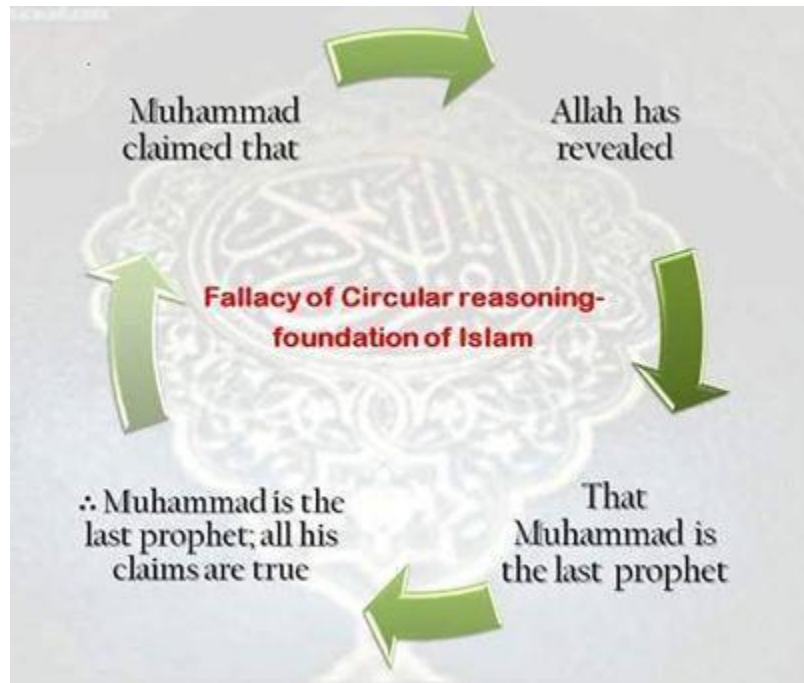 Muhammad
claimed that
Allah has
revealed
Fallacy of Circular reasoning-
foundation of Islam
That
Muhammad is
the last prophet
∴ Muhammad is the
last prophet; all his
claims are true